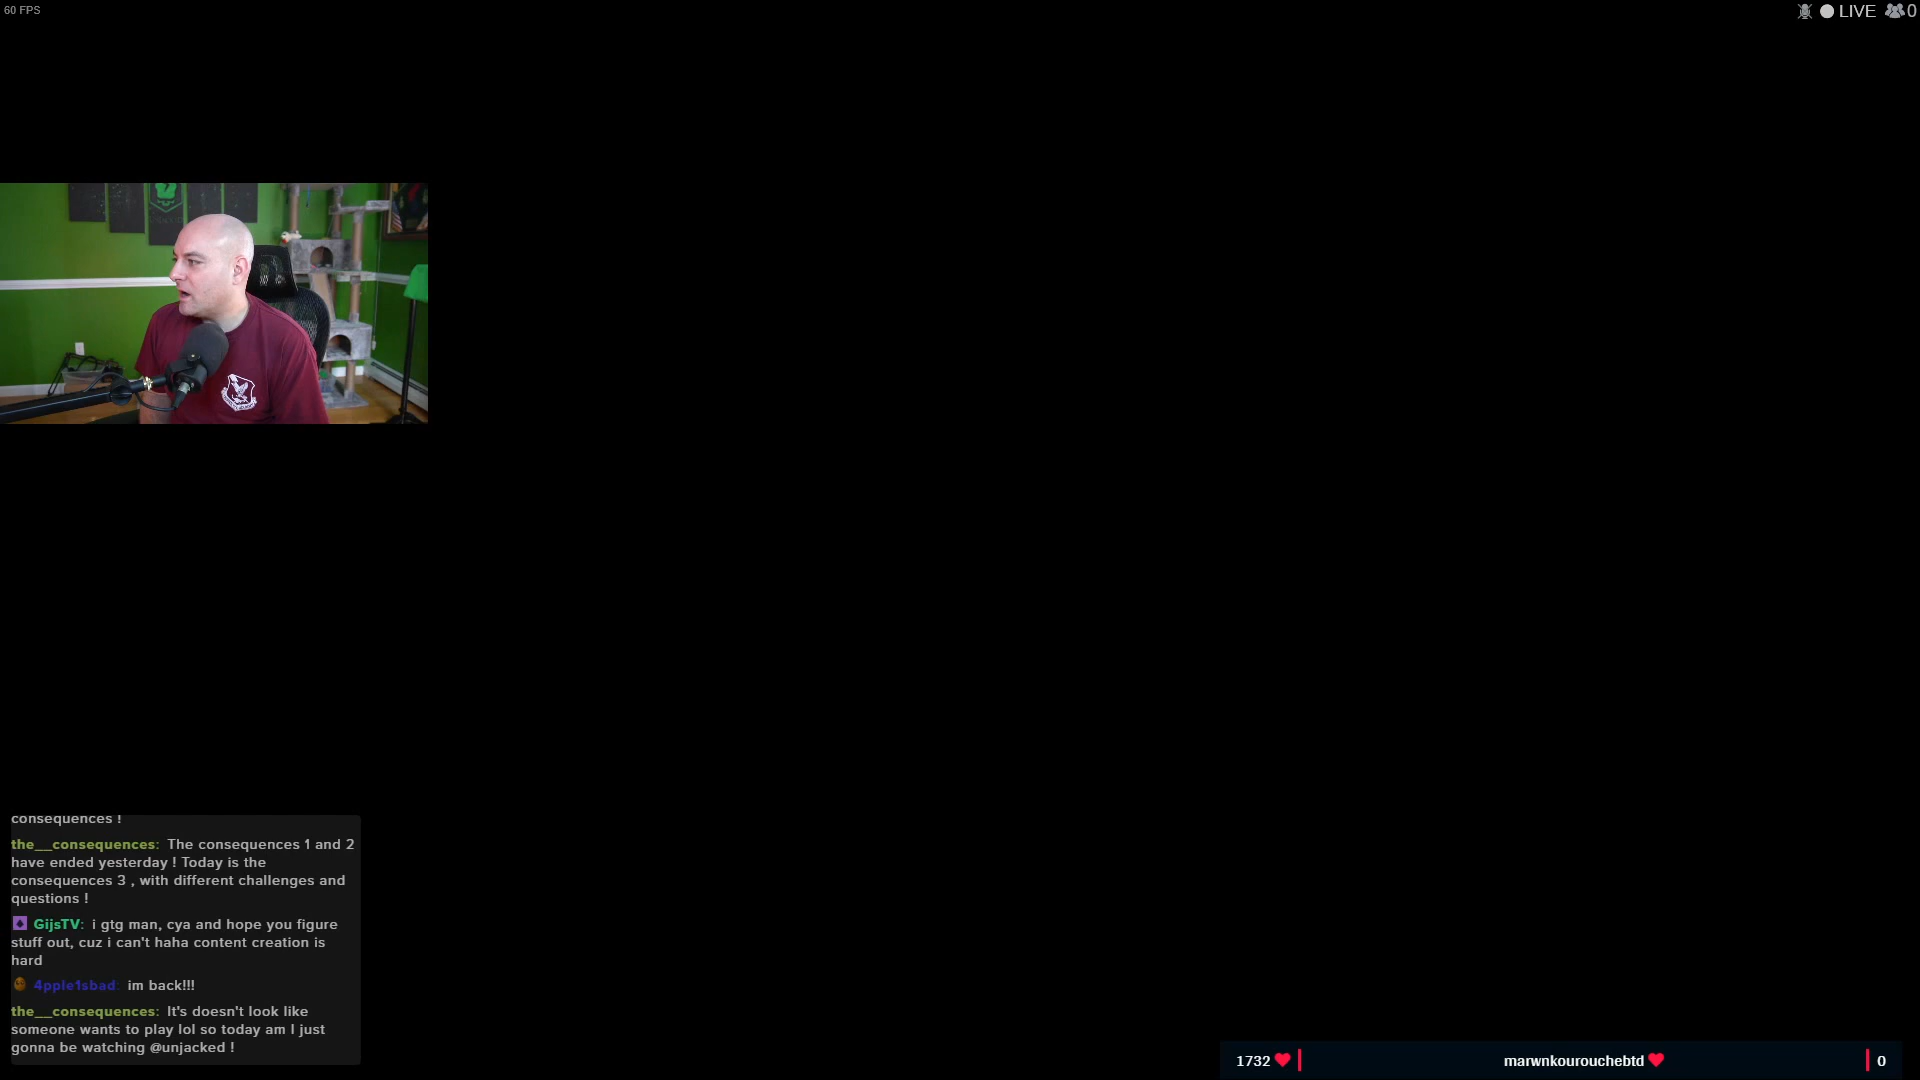 60 FPS
LIVE 0
consequences !
the__consequences: The consequences 1 and 2
have ended yesterday ! Today is the
consequences 3 , with different challenges and
questions !
GijsTV: i gtg man, cya and hope you figure
stuff out, cuz i can't haha content creation is
hard
4pple1sbad: im back!!!
the__consequences: It's doesn't look like
someone wants to play lol so today am I just
gonna be watching @unjacked !
1732 marwnkourouchebtd 0